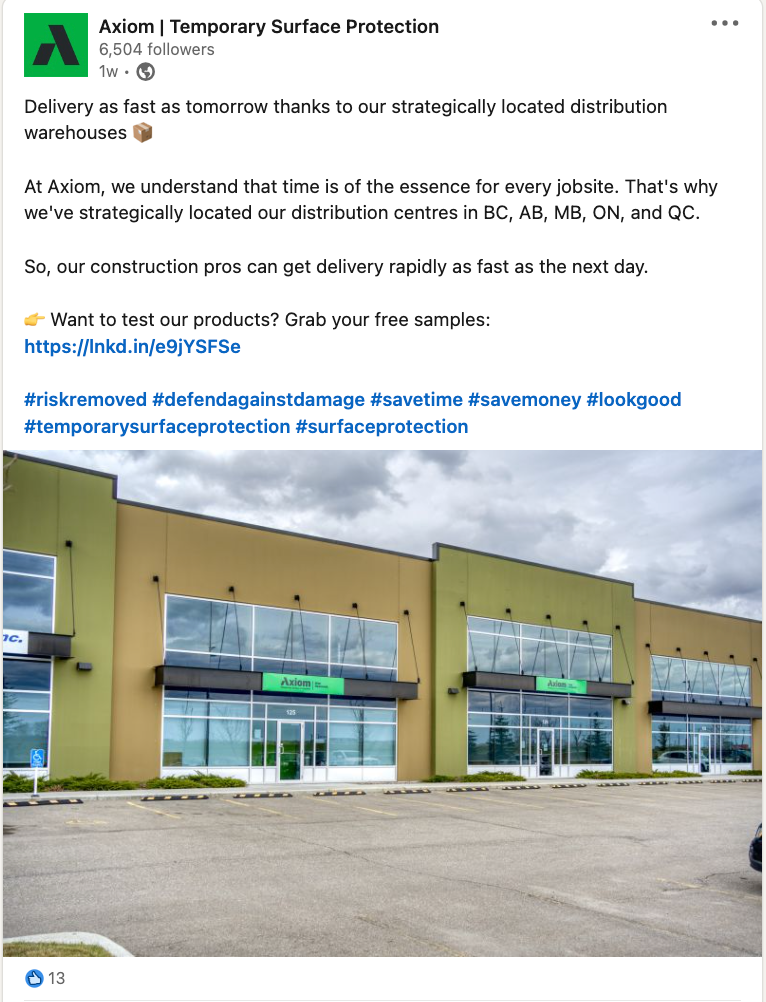 Axiom | Temporary Surface Protection
6,504 followers
1w •
Delivery as fast as tomorrow thanks to our strategically located distribution
warehouses 📦
At Axiom, we understand that time is of the essence for every jobsite. That's why
we've strategically located our distribution centres in BC, AB, MB, ON, and QC.
So, our construction pros can get delivery rapidly as fast as the next day.
👉 Want to test our products? Grab your free samples:
https://lnkd.in/e9jYSFSe
#riskremoved #defendagainstdamage #savetime #savemoney #lookgood
#temporarysurfaceprotection #surfaceprotection
nc.
Axiom
125
Axiom
13